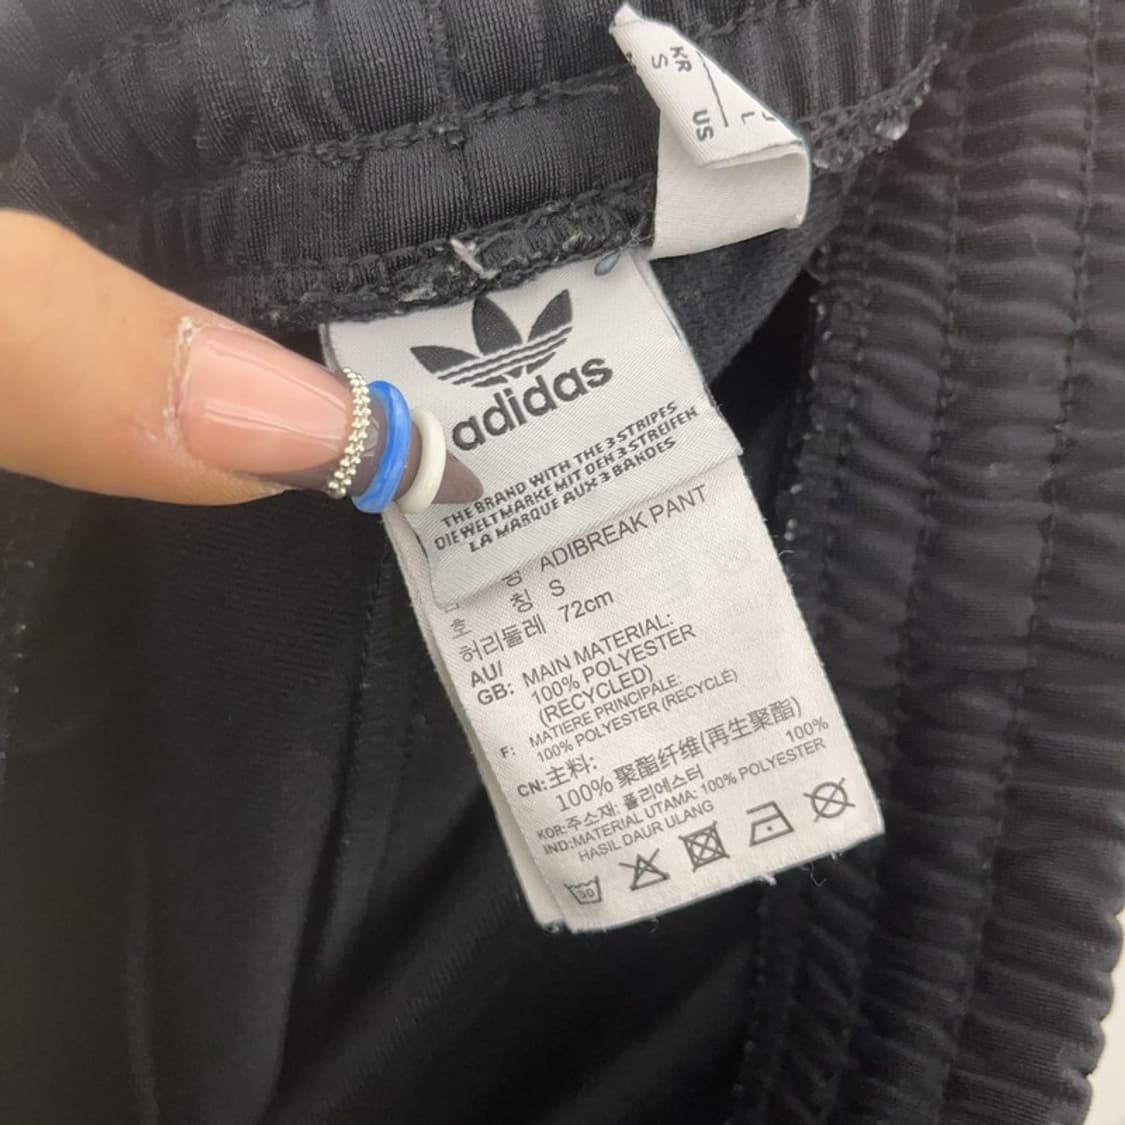 KR
S
US
L
adidas
THE BRAND WITH THE 3 STRIPES
DIE WELTMARKE MIT DEN 3 STREIFEN
LA MARQUE AUX 3 BANDES
ADIBREAK PANT
호 칭 S
허리둘레 72cm
AU/
GB: MAIN MATERIAL:
100% POLYESTER
(RECYCLED)
F: MATIERE PRINCIPALE:
100% POLYESTER (RECYCLÉ)
CN:主料:
100% 聚酯纤维(再生聚酯)
KOR:주소재: 폴리에스터 100%
IND:MATERIAL UTAMA: 100% POLYESTER
HASIL DAUR ULANG
30